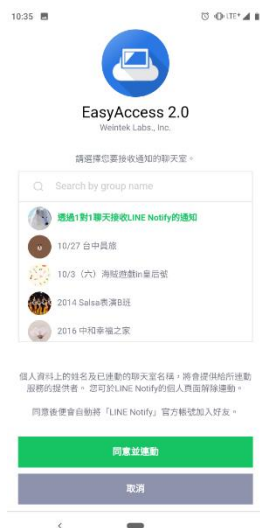 10:35
LTE+
EasyAccess 2.0
Weintek Labs., Inc.
請選擇您要接收通知的聊天室。
Search by group name
透過1對1聊天接收LINE Notify的通知
10/27 台中員旅
10/3 （六）海賊遊戲in皇后號
2014 Salsa表演B班
2016 中和幸福之家
個人資料上的姓名及已連動的聊天室名稱，將會提供給所連動
服務的提供者。 您可於LINE Notify的個人頁面解除連動。
同意後便會自動將「LINE Notify」官方帳號加入好友。
同意並連動
取消